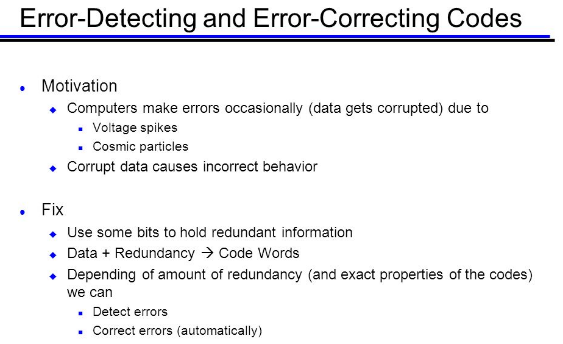 Error-Detecting and Error-Correcting Codes
Motivation
Computers make errors occasionally (data gets corrupted) due to
Voltage spikes
Cosmic particles
Corrupt data causes incorrect behavior
Fix
Use some bits to hold redundant information
Data + Redundancy → Code Words
Depending of amount of redundancy (and exact properties of the codes)
we can
Detect errors
Correct errors (automatically)